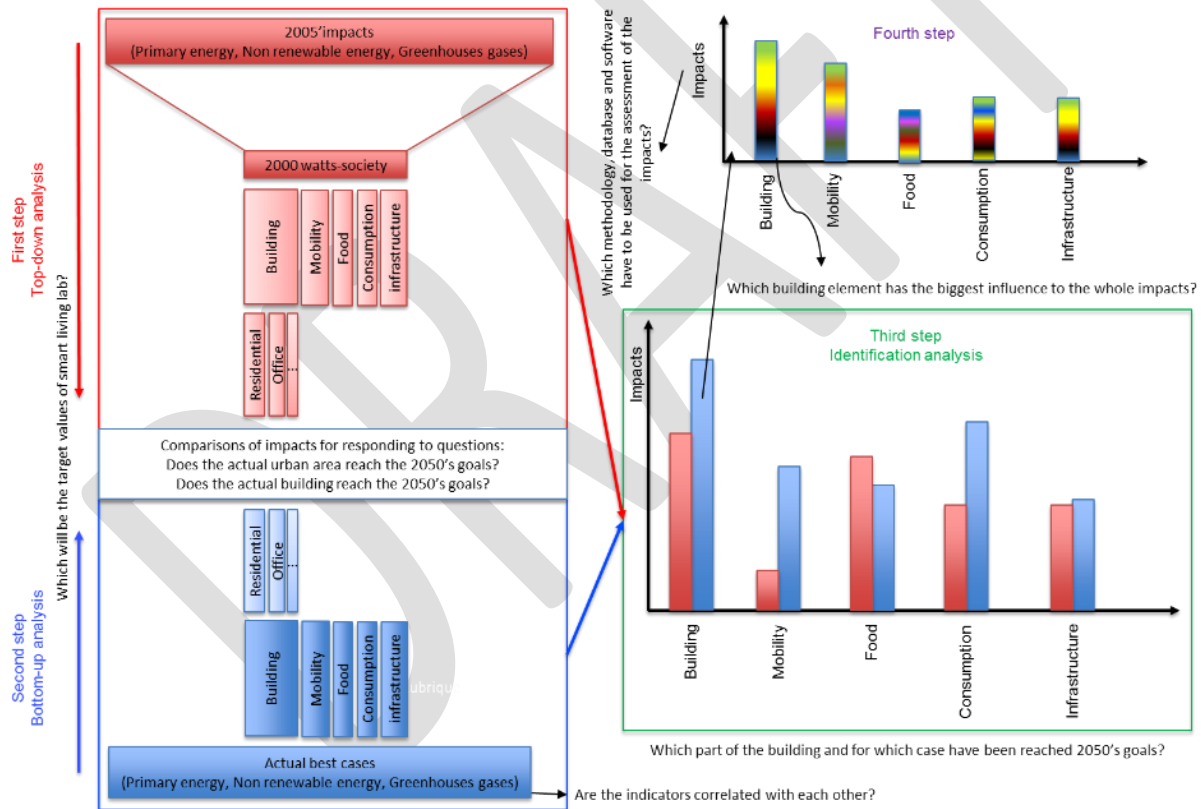 2005'impacts
(Primary energy, Non renewable energy, Greenhouses gases)
2000 watts-society
Building
Mobility
Food
Consumption
infrastructure
Residential
Office
...
First step
Top-down analysis
Which will be the target values of smart living lab?
Comparisons of impacts for responding to questions:
Does the actual urban area reach the 2050's goals?
Does the actual building reach the 2050's goals?
Second step
Bottom-up analysis
Residential
Office
...
Building
Mobility
Food
Consumption
infrastructure
ubriqu
Actual best cases
(Primary energy, Non renewable energy, Greenhouses gases)
Are the indicators correlated with each other?
Which methodology, database and software
have to be used for the assessment of the
impacts?
Fourth step
Impacts
Building
Mobility
Food
Consumption
Infrastructure
Which building element has the biggest influence to the whole impacts?
Third step
Identification analysis
Impacts
Building
Mobility
Food
Consumption
Infrastructure
Which part of the building and for which case have been reached 2050's goals?
DRAFT